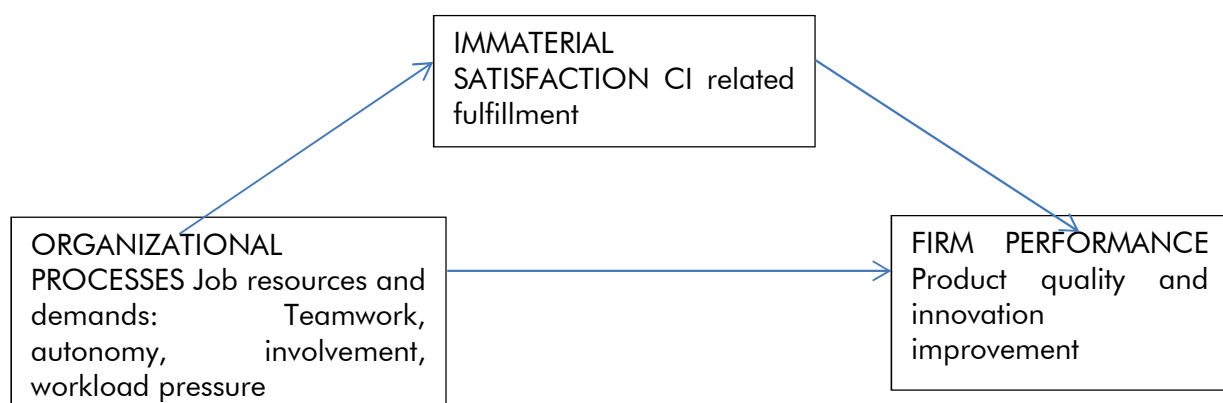 IMMATERIAL
SATISFACTION CI related
fulfillment
ORGANIZATIONAL
PROCESSES Job resources and
demands: Teamwork,
autonomy, involvement,
workload pressure
FIRM PERFORMANCE
Product quality and
innovation
improvement